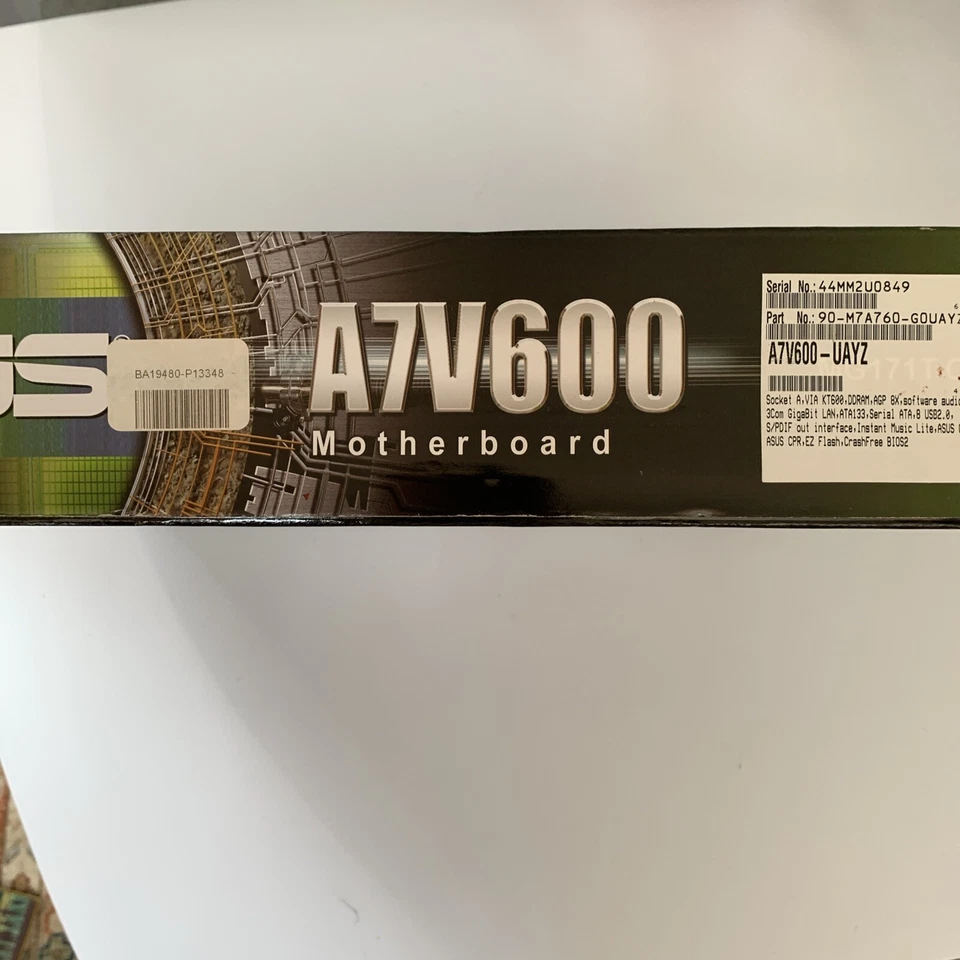 US
BA19480-P13348
A7V600
Motherboard
Serial No.:44MM2U0849
Part No.:90-M7A760-G0UAYZ
A7V600-UAYZ
Socket A,VIA KT600,DDRAM,AGP 8X,software audio
3Com GigaBit LAN,ATA133,Serial ATA,8 USB2.0,
S/PDIF out interface,Instant Music Lite,ASUS
ASUS CPR,EZ Flash,CrashFree BIOS2